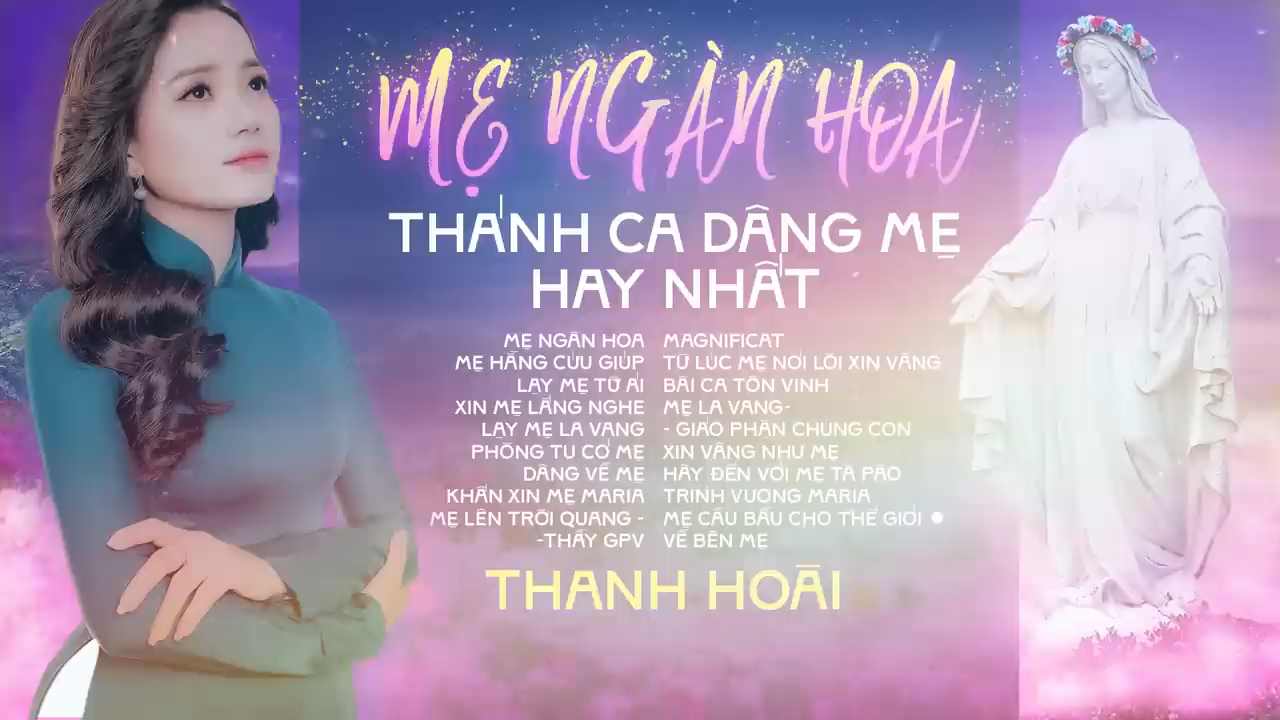 MẸ NGÀN HOA
THÁNH CA DÂNG MẸ
HAY NHẤT
MẸ NGÀN HOA
MẸ HẰNG CỨU GIÚP
LẠY MẸ TỪ ÁI
XIN MẸ LẮNG NGHE
LẠY MẸ LA VANG
PHÓNG TU CÓ MẸ
DÂNG VỀ MẸ
KHẤN XIN MẸ MARIA
MẸ LÊN TRỜI QUANG -
-THẦY GPV
MAGNIFICAT
TỪ LÚC MẸ NÓI LỜI XIN VÂNG
BÀI CA TÔN VINH
MẸ LA VANG-
- GIÁO PHẬN CHÚNG CON
XIN VÂNG NHƯ MẸ
HÃY ĐẾN VỚI MẸ TÀ PAO
TRINH VƯƠNG MARIA
MẸ CẦU BẦU CHO THẾ GIỚI
VỀ BÊN MẸ
THANH HOÀI